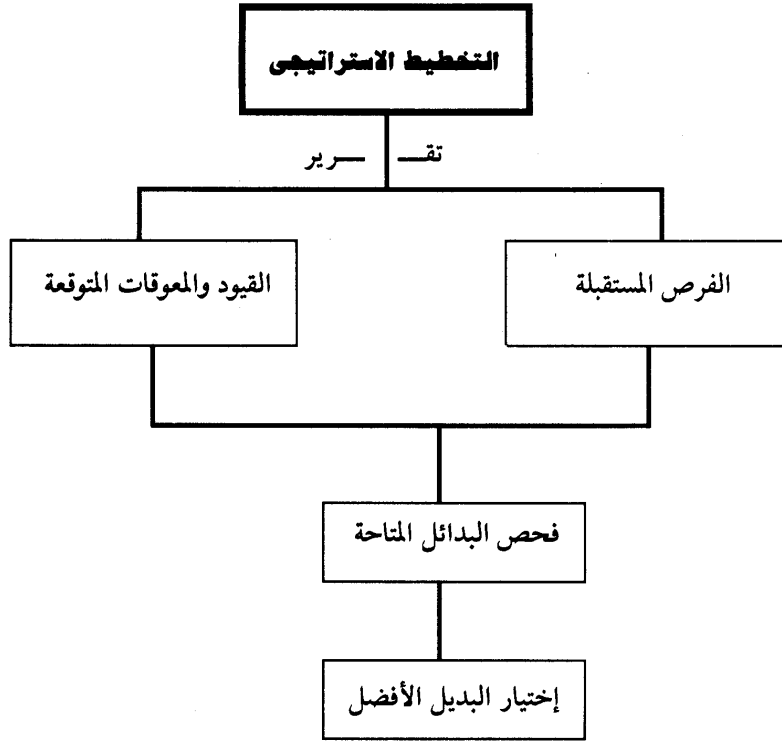 التخطيط الاستراتيجى
تقـــ ـــرير
الفرص المستقبلة
القيود والمعوقات المتوقعة
فحص البدائل المتاحة
إختيار البديل الأفضل